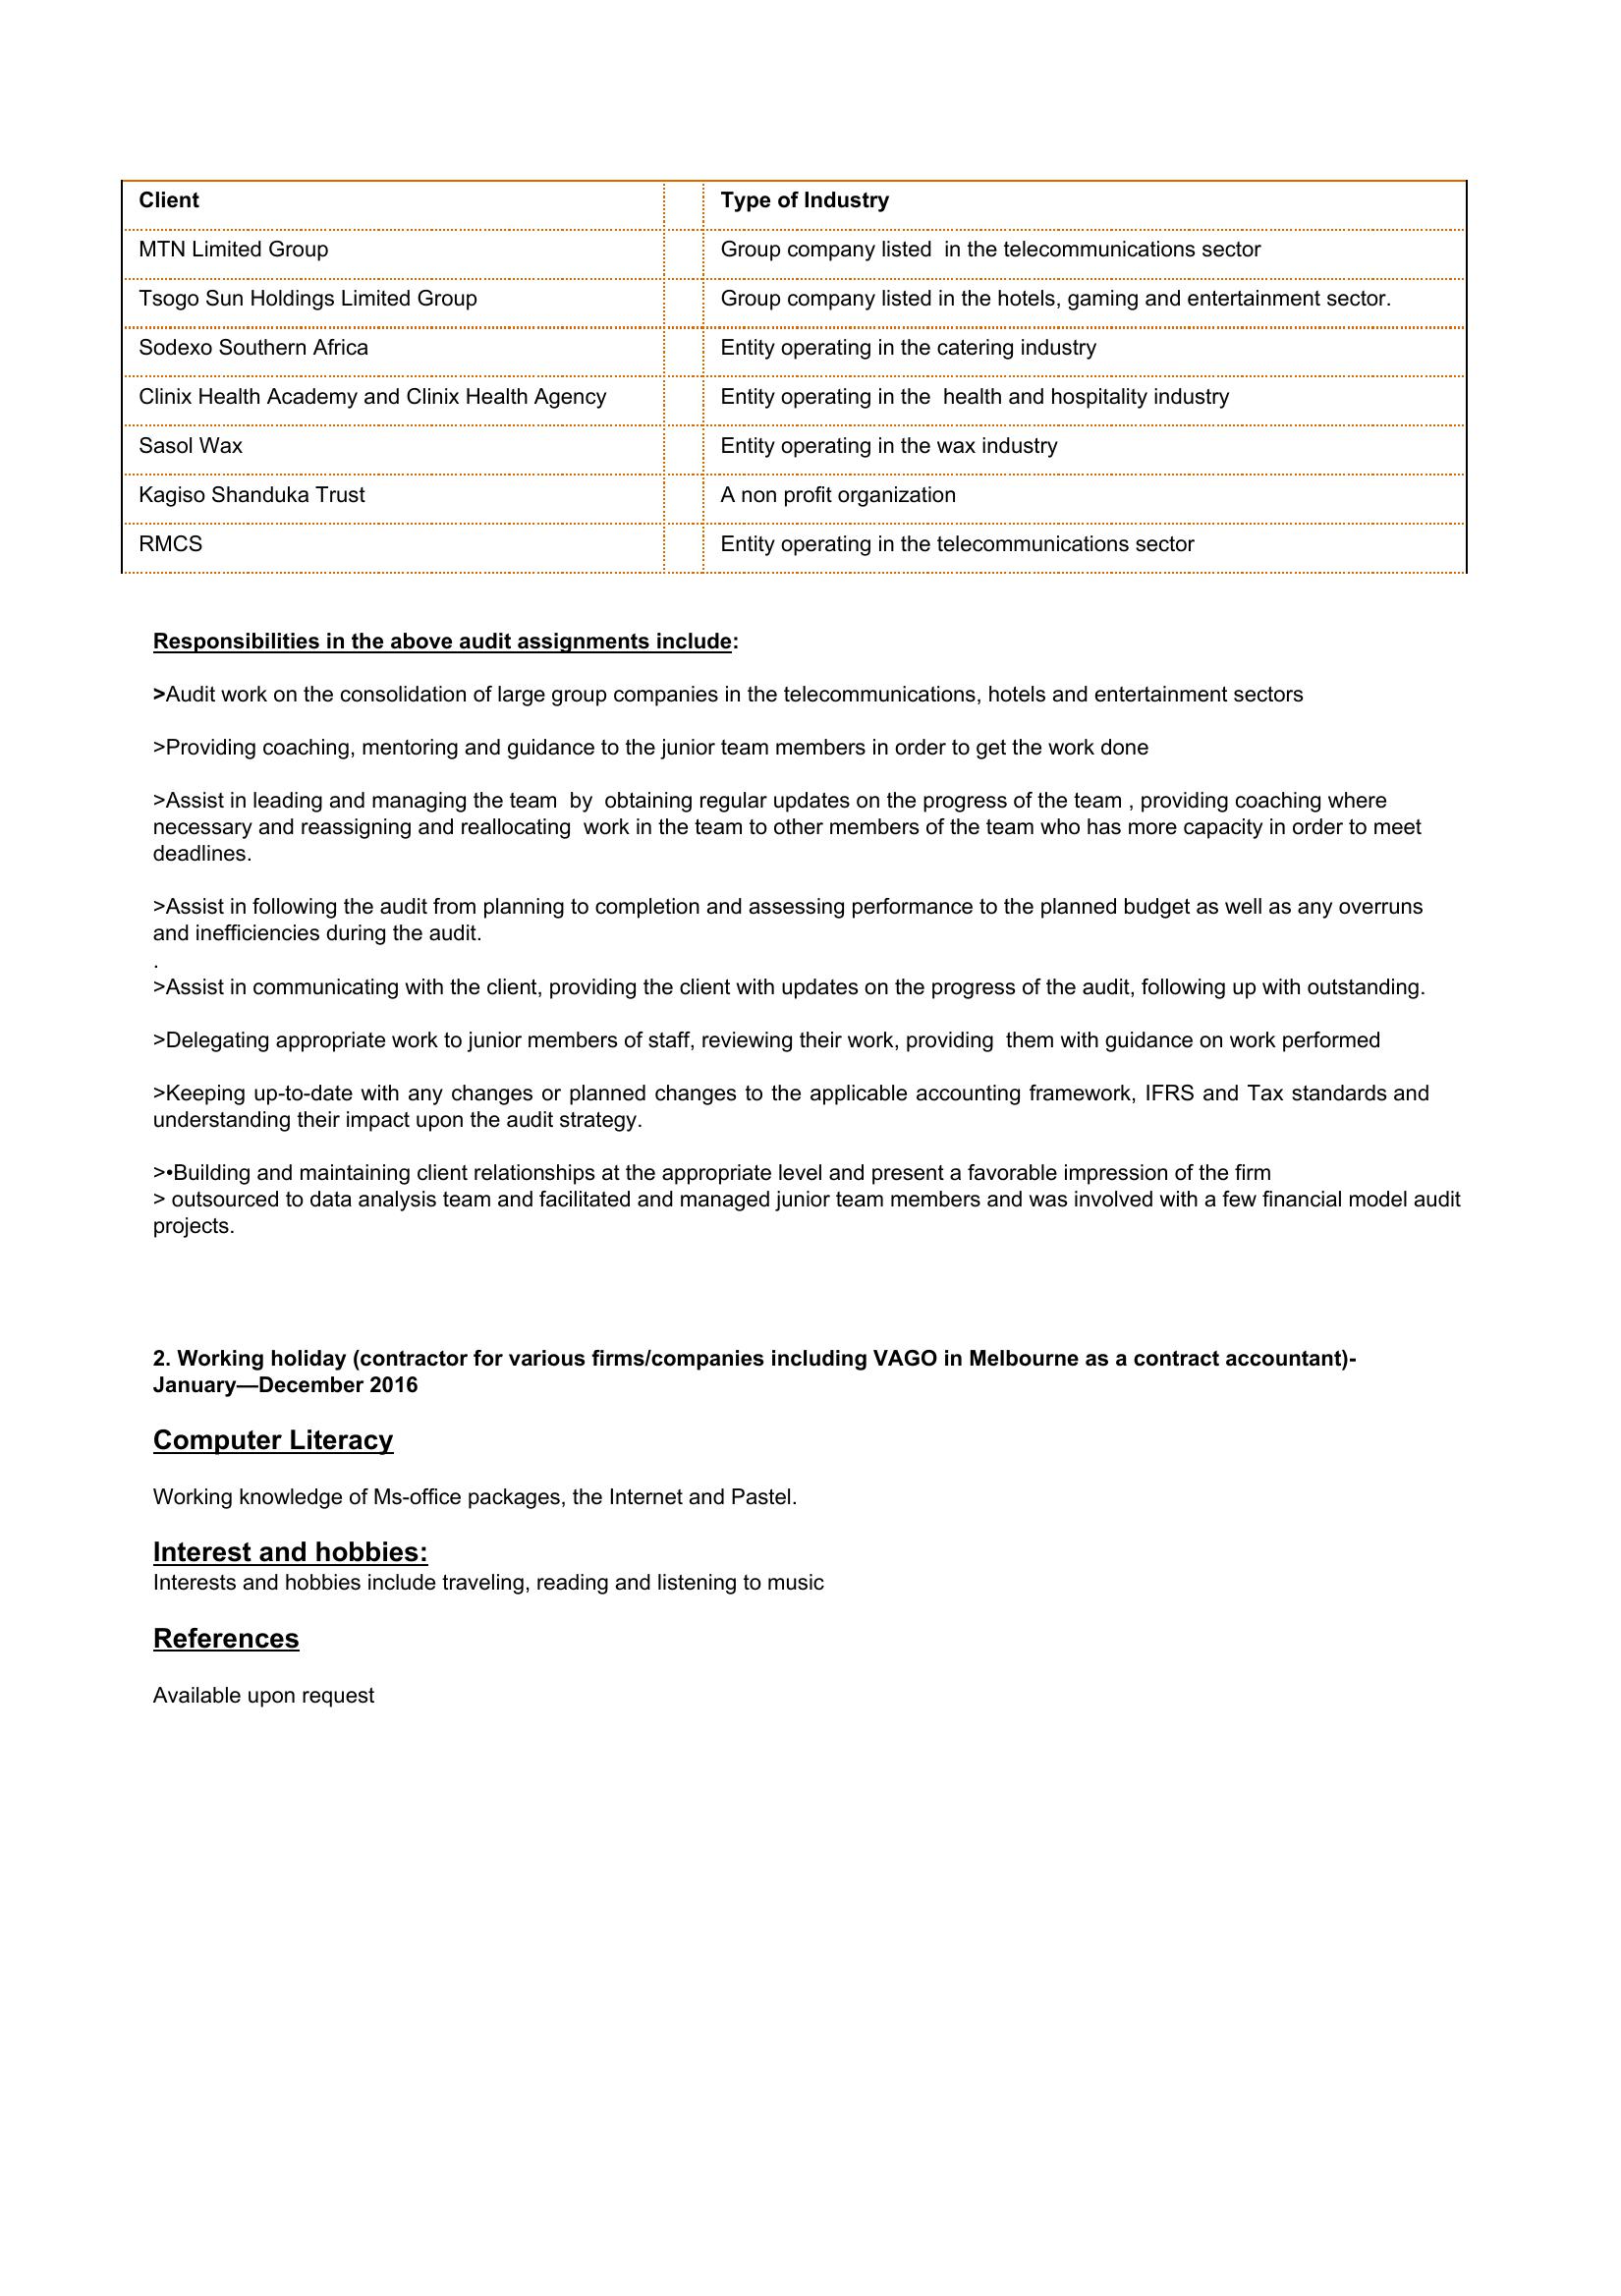 Client Type of Industry
MTN Limited Group Group company listed  in the telecommunications sector
Tsogo Sun Holdings Limited Group Group company listed in the hotels, gaming and entertainment sector.
Sodexo Southern Africa Entity operating in the catering industry
Clinix Health Academy and Clinix Health Agency Entity operating in the  health and hospitality industry
Sasol Wax Entity operating in the wax industry
Kagiso Shanduka Trust A non profit organization
RMCS Entity operating in the telecommunications sector
Responsibilities in the above audit assignments include:
>Audit work on the consolidation of large group companies in the telecommunications, hotels and entertainment sectors
>Providing coaching, mentoring and guidance to the junior team members in order to get the work done
>Assist in leading and managing the team  by  obtaining regular updates on the progress of the team , providing coaching where
necessary and reassigning and reallocating  work in the team to other members of the team who has more capacity in order to meet
deadlines.
>Assist in following the audit from planning to completion and assessing performance to the planned budget as well as any overruns
and inefficiencies during the audit.
.
>Assist in communicating with the client, providing the client with updates on the progress of the audit, following up with outstanding.
>Delegating appropriate work to junior members of staff, reviewing their work, providing  them with guidance on work performed
>Keeping up-to-date with any changes or planned changes to the applicable accounting framework, IFRS and Tax standards and
understanding their impact upon the audit strategy.
>•Building and maintaining client relationships at the appropriate level and present a favorable impression of the firm
> outsourced to data analysis team and facilitated and managed junior team members and was involved with a few financial model audit
projects.
2. Working holiday (contractor for various firms/companies including VAGO in Melbourne as a contract accountant)-
January—December 2016
Computer Literacy
Working knowledge of Ms-office packages, the Internet and Pastel.
Interest and hobbies:
Interests and hobbies include traveling, reading and listening to music
References
Available upon request